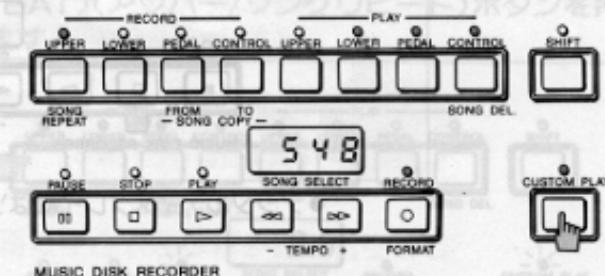 RECORD PLAY
UPPER LOWER PEDAL CONTROL UPPER LOWER PEDAL CONTROL SHIFT
SONG REPEAT FROM TO SONG DEL.
SONG COPY
548
PAUSE STOP PLAY SONG SELECT RECORD CUSTOM PLAY
- TEMPO + FORMAT
MUSIC DISK RECORDER